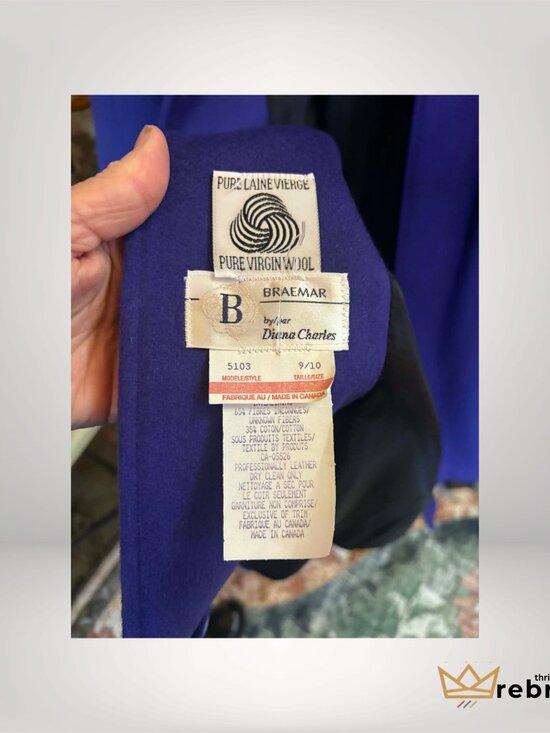 PURE LAINE VIERGE
PURE VIRGIN WOOL
B
BRAEMAR
by/par
Diana Charles
5103 9/10
MODELE/STYLE TAILLE/SIZE
FABRIQUE AU / MADE IN CANADA
65% FIBRES INCONNUES/
UNKNOWN FIBERS
35% COTON/COTTON
SOUS PRODUITS TEXTILES/
TEXTILE BY PRODUTS
CA-05526
PROFESSIONALLY LEATHER
DRY CLEAN ONLY
NETTOYAGE A SEC POUR
LE CUIR SEULEMENT
GARNITURE NON COMPRISE/
EXCLUSIVE OF TRIM
FABRIQUE AU CANADA/
MADE IN CANADA
thri
rebr